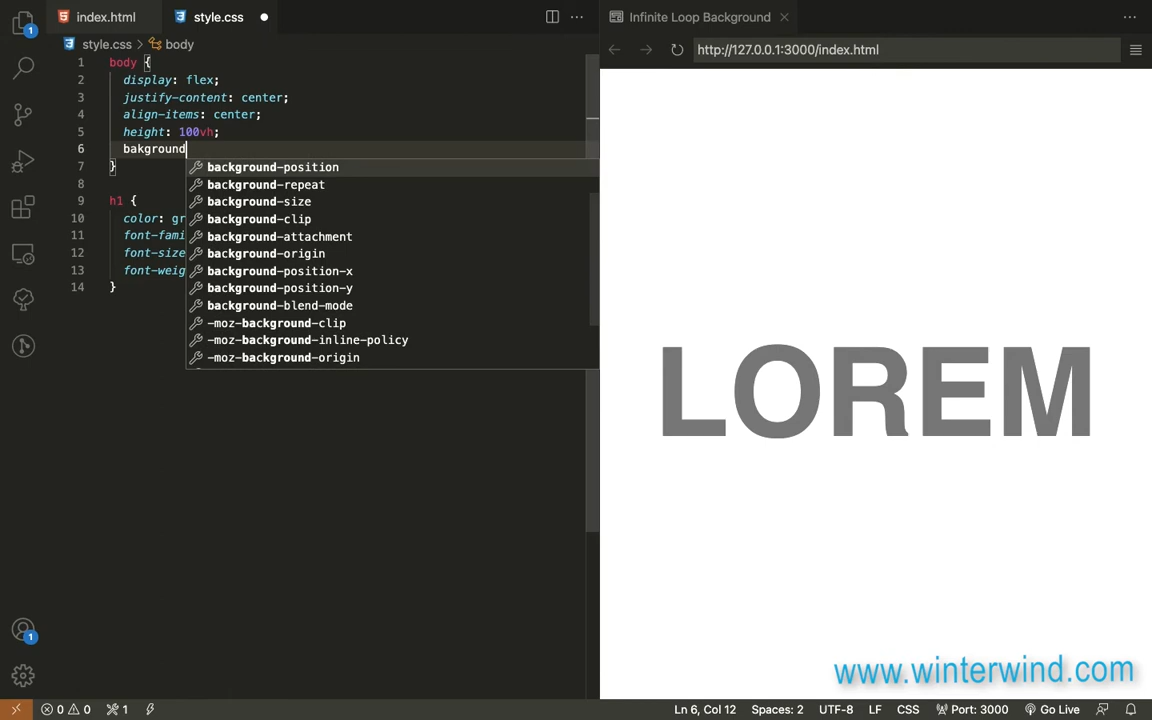 1
index.html
style.css
Infinite Loop Background
style.css > body
http://127.0.0.1:3000/index.html
1 body {
2 display: flex;
3 justify-content: center;
4 align-items: center;
5 height: 100vh;
6 bakground
7 }
8
9 h1 {
10 color: gr
11 font-fami
12 font-size
13 font-weig
14 }
background-position
background-repeat
background-size
background-clip
background-attachment
background-origin
background-position-x
background-position-y
background-blend-mode
-moz-background-clip
-moz-background-inline-policy
-moz-background-origin
LOREM
1
www.winterwind.com
0 0 1 Ln 6, Col 12 Spaces: 2 UTF-8 LF CSS Port: 3000 Go Live